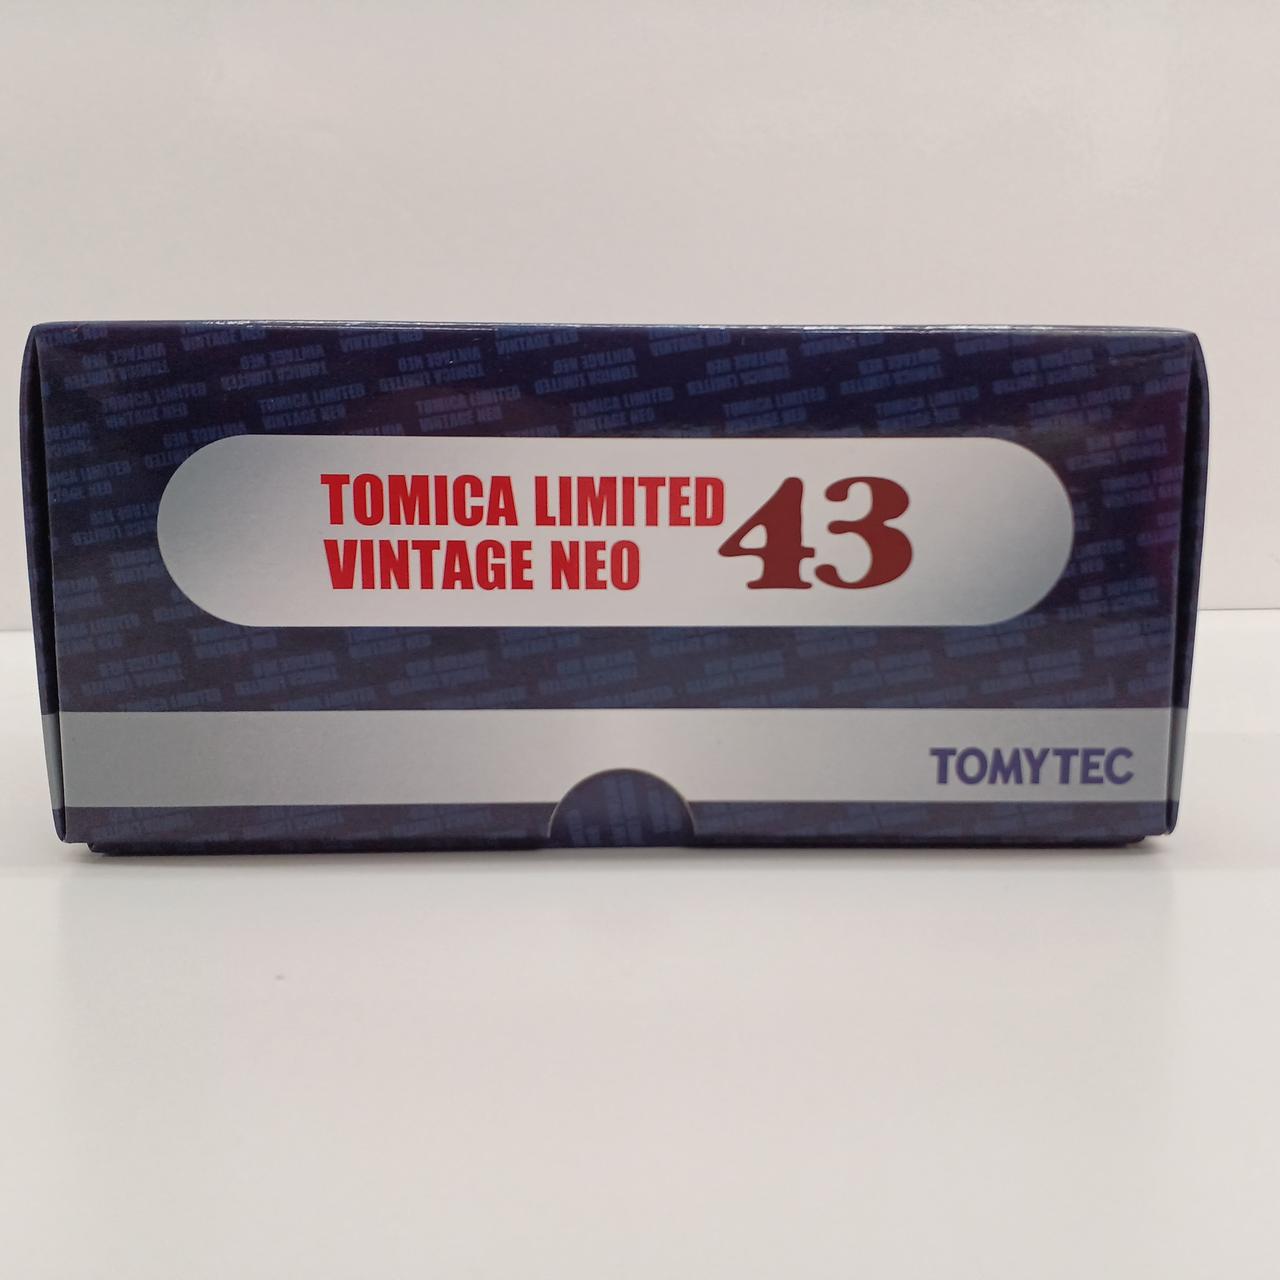 TOMICA LIMITED
VINTAGE NEO
43
TOMYTEC